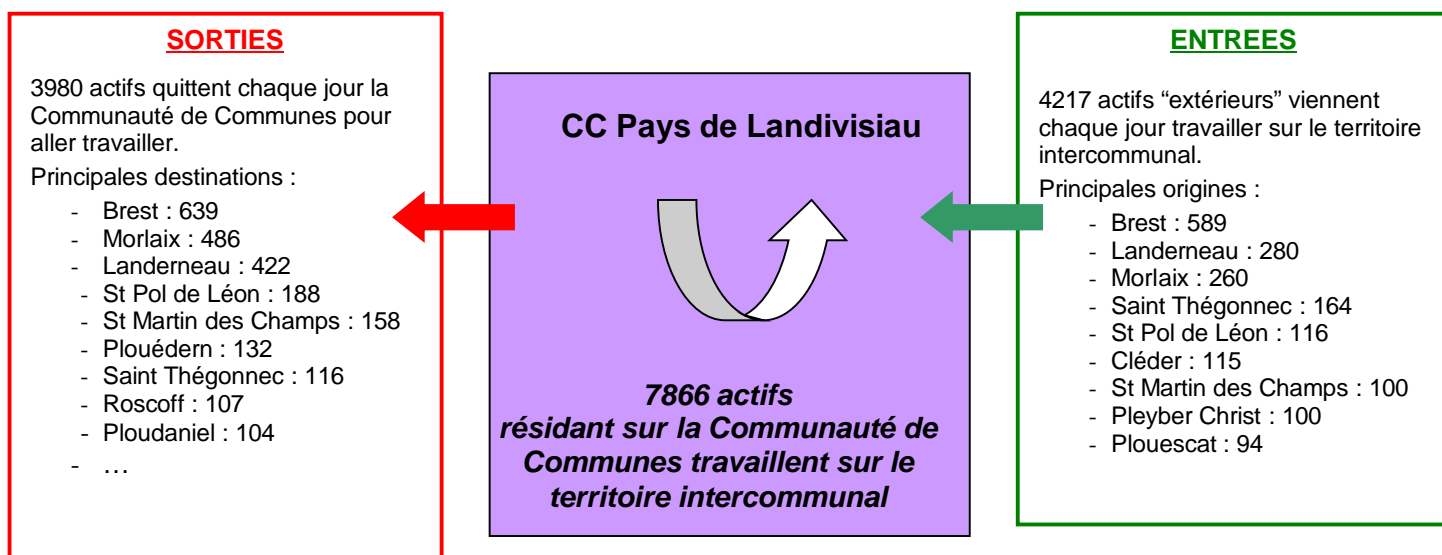 SORTIES
3980 actifs quittent chaque jour la
Communauté de Communes pour
aller travailler.
Principales destinations :
- Brest : 639
- Morlaix : 486
- Landerneau : 422
- St Pol de Léon : 188
- St Martin des Champs : 158
- Plouédern : 132
- Saint Thégonnec : 116
- Roscoff : 107
- Ploudaniel : 104
- …
CC Pays de Landivisiau
7866 actifs
résidant sur la Communauté de
Communes travaillent sur le
territoire intercommunal
ENTREES
4217 actifs “extérieurs” viennent
chaque jour travailler sur le territoire
intercommunal.
Principales origines :
- Brest : 589
- Landerneau : 280
- Morlaix : 260
- Saint Thégonnec : 164
- St Pol de Léon : 116
- Cléder : 115
- St Martin des Champs : 100
- Pleyber Christ : 100
- Plouescat : 94